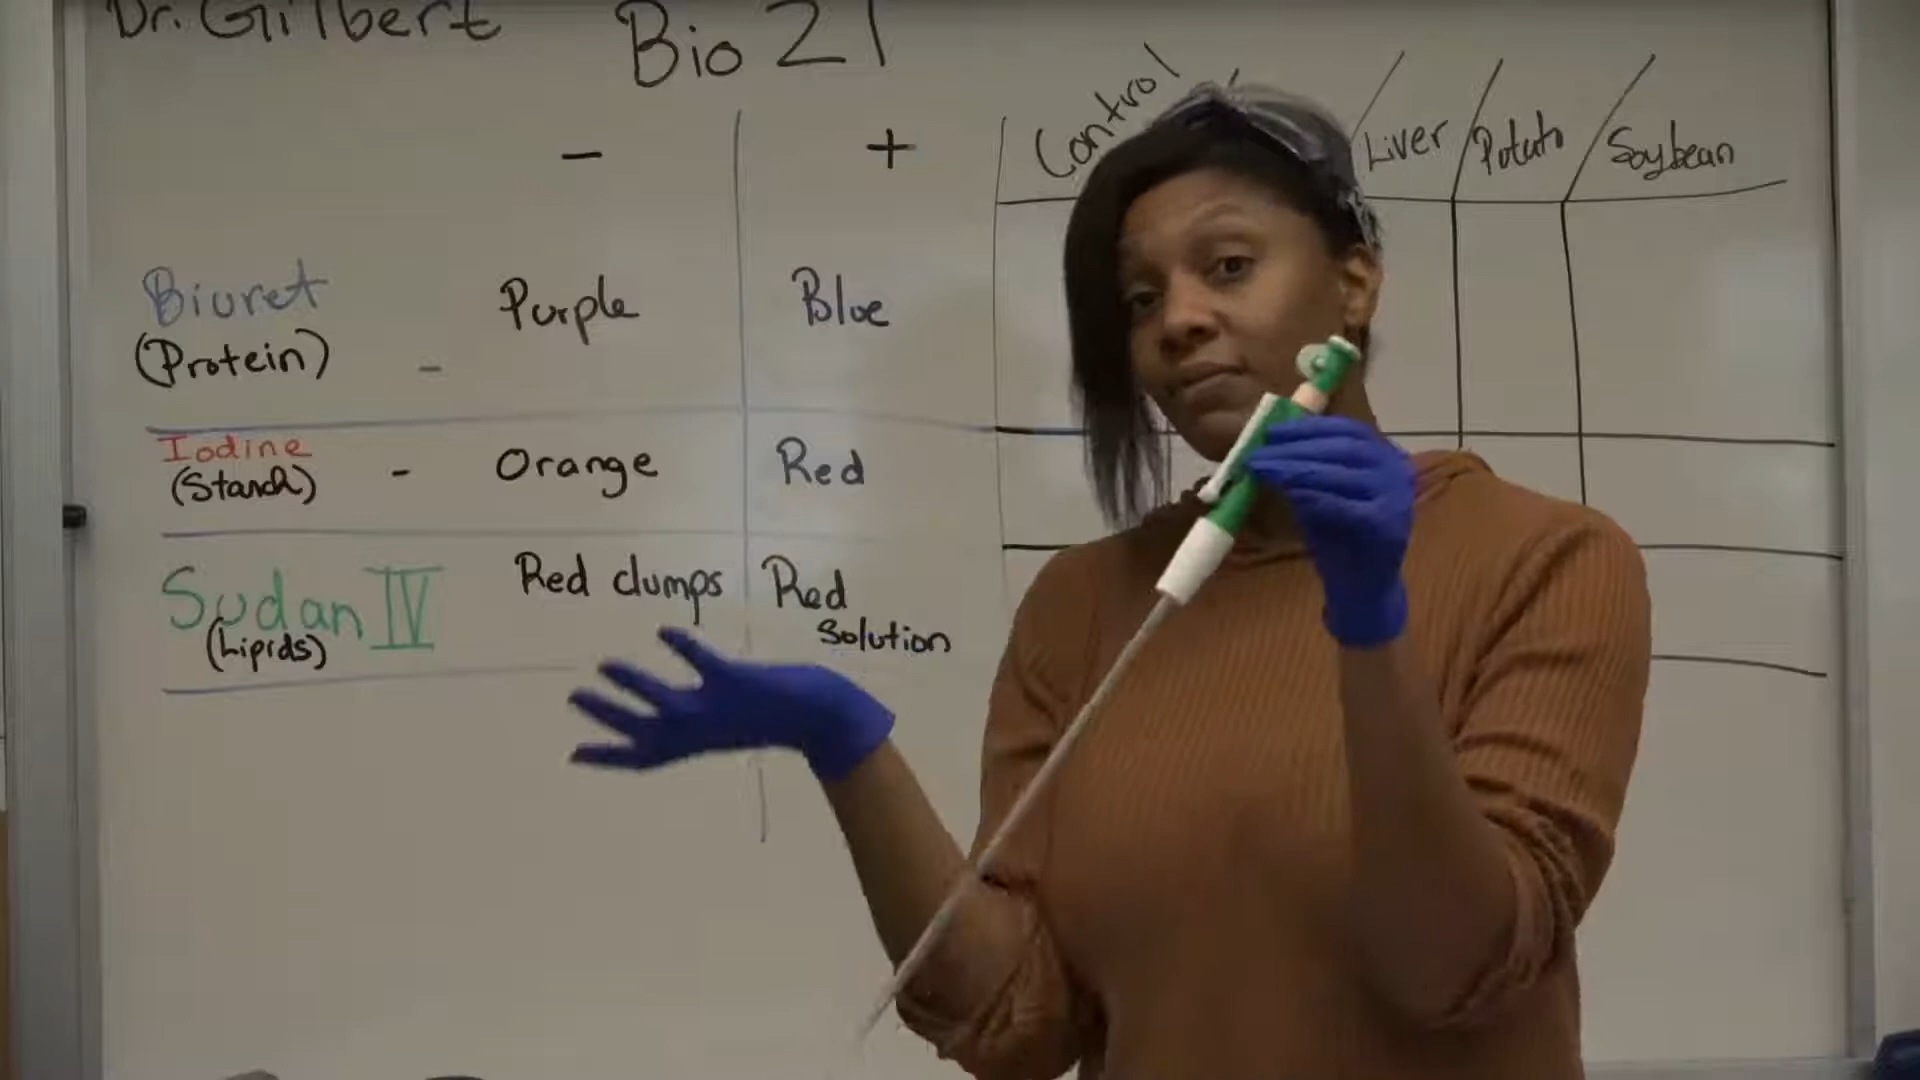 Dr. Gilbert
Bio 21
- + Control Liver Potato Soybean
Biuret Purple Blue
(Protein) -
Iodine
(Starch) - Orange Red
Sudan IV Red clumps Red
(Lipids) Solution